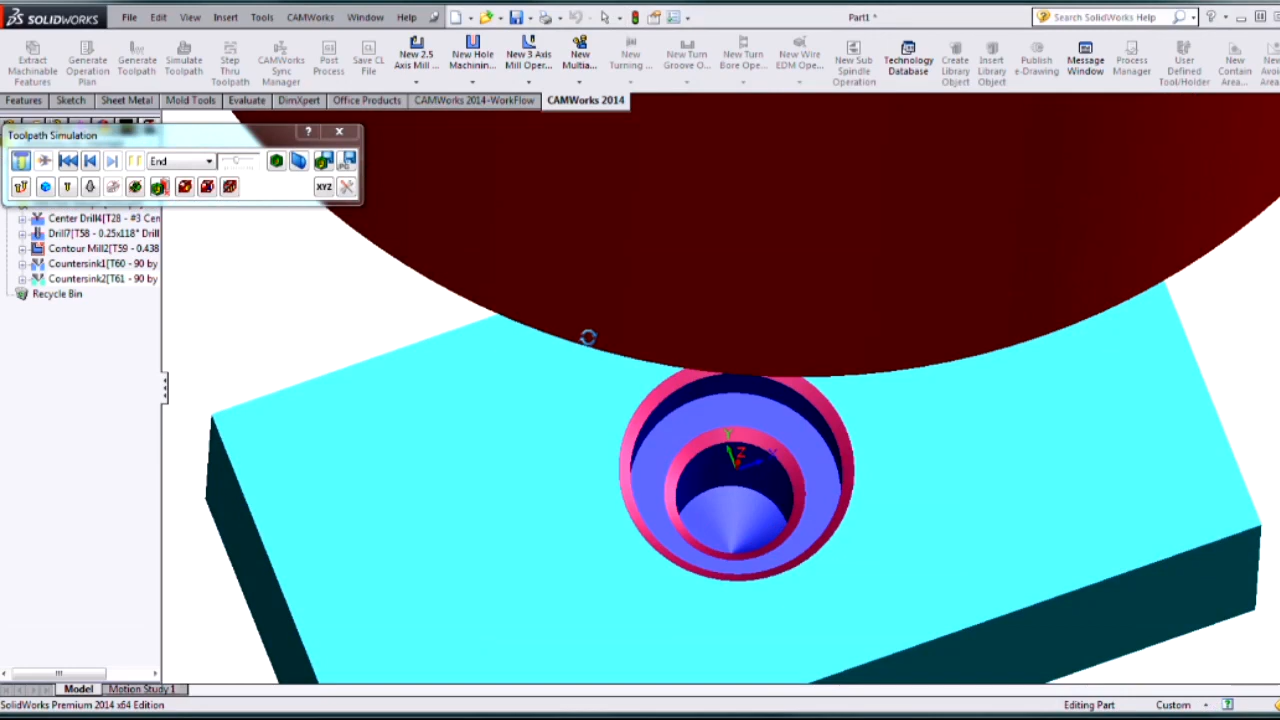 SOLIDWORKS File Edit View Insert Tools CAMWorks Window Help Part1 * Search SolidWorks Help
Extract Machinable Features
Generate Operation Plan
Generate Toolpath
Simulate Toolpath
Step Thru Toolpath
CAMWorks Sync Manager
Post Process
Save CL File
New 2.5 Axis Mill ...
New Hole Machinin...
New 3 Axis Mill Oper...
New Multia...
New Turning ...
New Turn Groove O...
New Turn Bore Ope...
New Wire EDM Ope...
New Sub Spindle Operation
Technology Database
Create Library Object
Insert Library Object
Publish e-Drawing
Message Window
Process Manager
User Defined Tool/Holder
New Contain Area...
New Avoi Area
Features Sketch Sheet Metal Mold Tools Evaluate DimXpert Office Products CAMWorks 2014-WorkFlow CAMWorks 2014
Toolpath Simulation
End
XYZ
Center Drill4[T28 - #3 Cen
Drill7[T58 - 0.25x118° Drill
Contour Mill2[T59 - 0.438
Countersink1[T60 - 90 by
Countersink2[T61 - 90 by
Recycle Bin
Y
Z
X
Model Motion Study 1
SolidWorks Premium 2014 x64 Edition Editing Part Custom